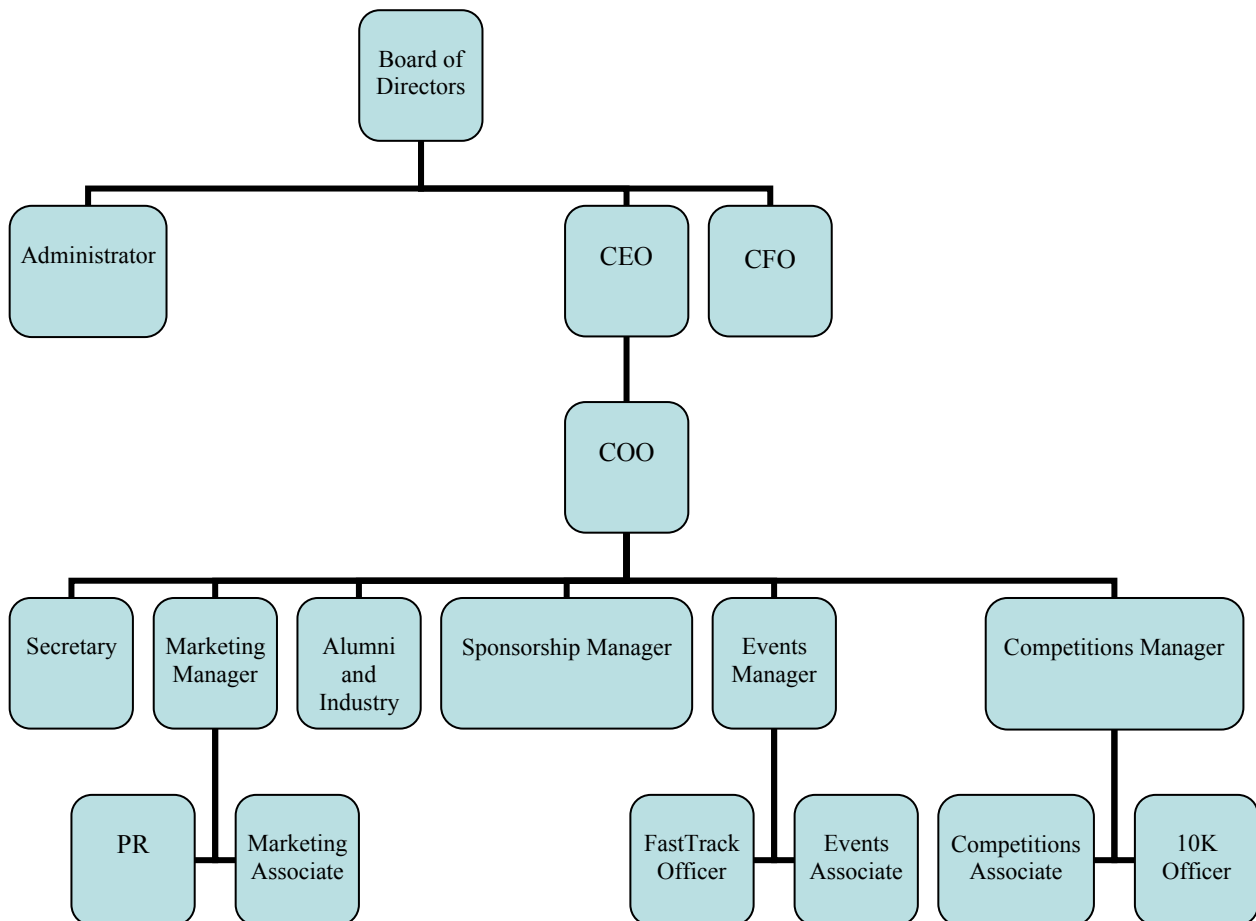 Board of
Directors
Administrator
CEO
CFO
COO
Secretary
Marketing
Manager
Alumni
and
Industry
Sponsorship Manager
Events
Manager
Competitions Manager
PR
Marketing
Associate
FastTrack
Officer
Events
Associate
Competitions
Associate
10K
Officer